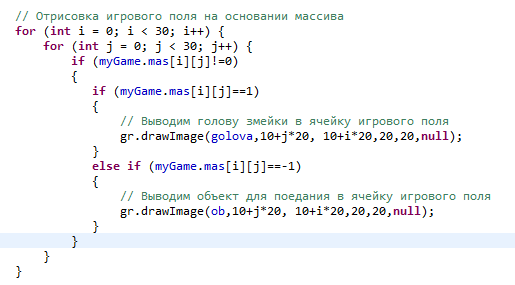 // Отрисовка игрового поля на основании массива
for (int i = 0; i < 30; i++) {
    for (int j = 0; j < 30; j++) {
        if (myGame.mas[i][j]!=0)
        {
           if (myGame.mas[i][j]==1)
           {
               // Выводим голову змейки в ячейку игрового поля
               gr.drawImage(golova,10+j*20, 10+i*20,20,20,null);
           }
           else if (myGame.mas[i][j]==-1)
           {
               // Выводим объект для поедания в ячейку игрового поля
               gr.drawImage(ob,10+j*20, 10+i*20,20,20,null);
           }
        }
    }
}